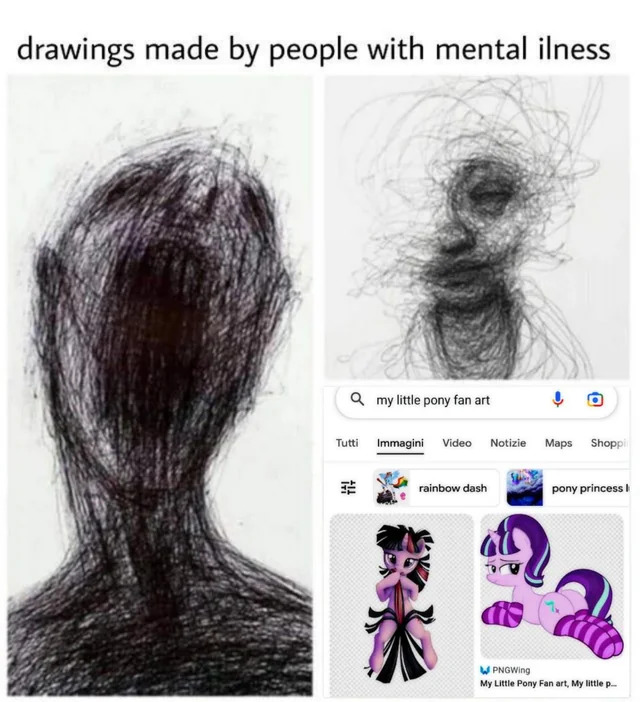 drawings made by people with mental ilness
my little pony fan art
Tutti Immagini Video Notizie Maps Shoppi
rainbow dash
pony princess l
PNGWing
My Little Pony Fan art, My little p...